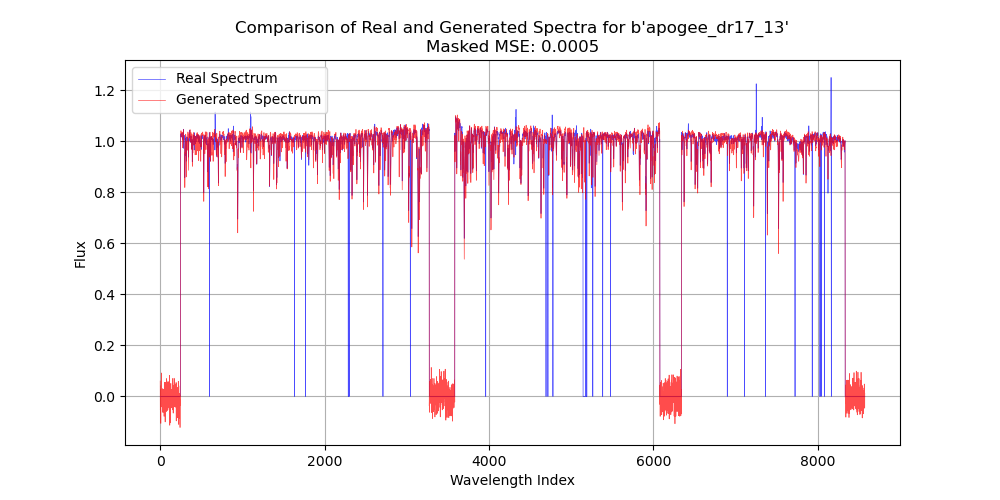 Comparison of Real and Generated Spectra for b'apogee_dr17_13'
Masked MSE: 0.0005
Real Spectrum
Generated Spectrum
1.2
1.0
0.8
0.6
0.4
0.2
0.0
Flux
0 2000 4000 6000 8000
Wavelength Index